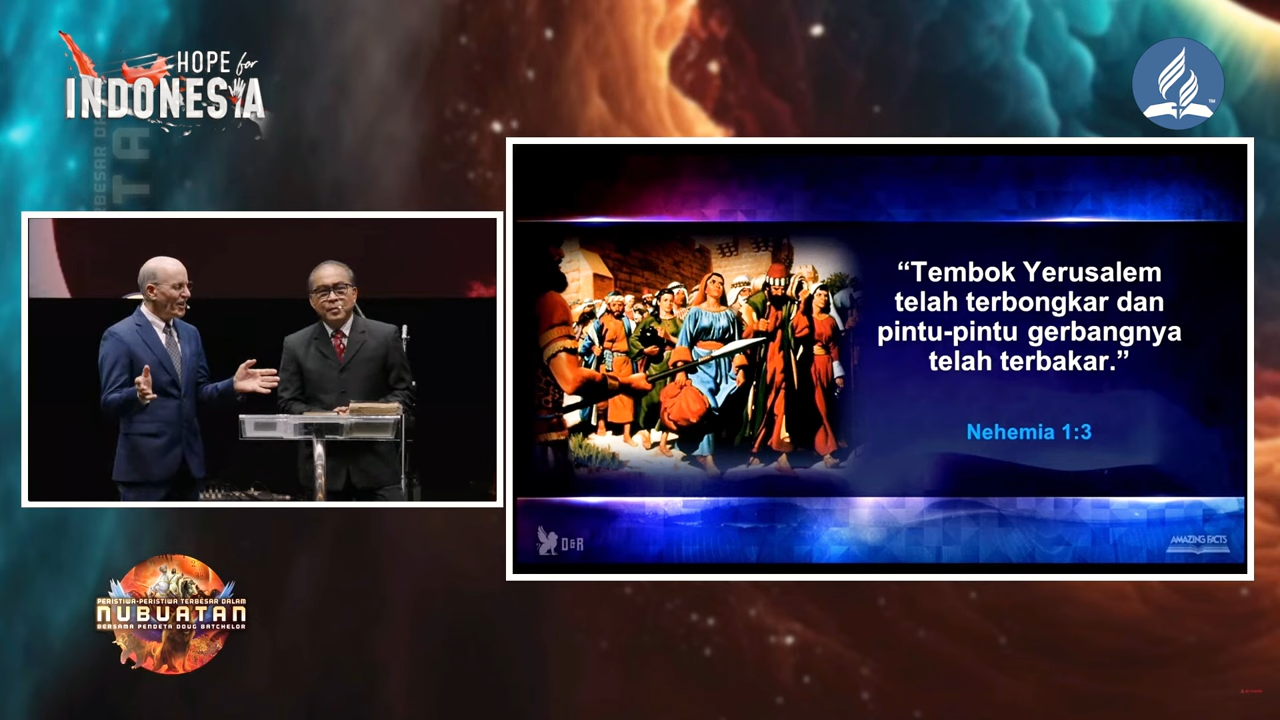 HOPE for
INDONESIA
“Tembok Yerusalem
telah terbongkar dan
pintu-pintu gerbangnya
telah terbakar.”
Nehemia 1:3
D&R
AMAZING FACTS
PERISTIWA-PERISTIWA TERBESAR DALAM
NUBUATAN
BERSAMA PENDETA DOUG BATCHELOR
TM